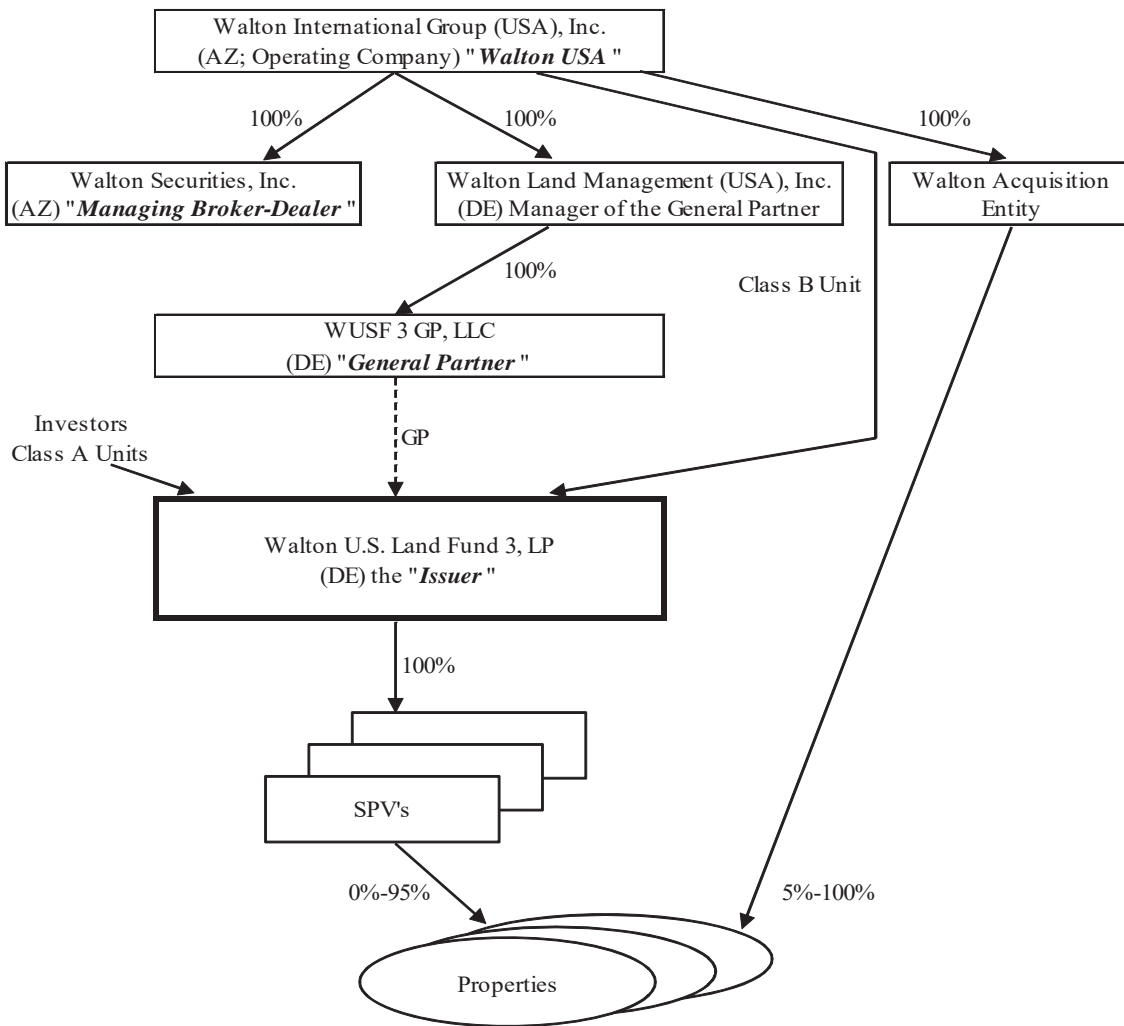 Walton International Group (USA), Inc.
(AZ; Operating Company) "Walton USA "
100%
100%
100%
Walton Securities, Inc.
(AZ) "Managing Broker-Dealer "
Walton Land Management (USA), Inc.
(DE) Manager of the General Partner
Walton Acquisition
Entity
100%
Class B Unit
WUSF 3 GP, LLC
(DE) "General Partner "
Investors
Class A Units
GP
Walton U.S. Land Fund 3, LP
(DE) the "Issuer "
100%
SPV's
0%-95%
5%-100%
Properties